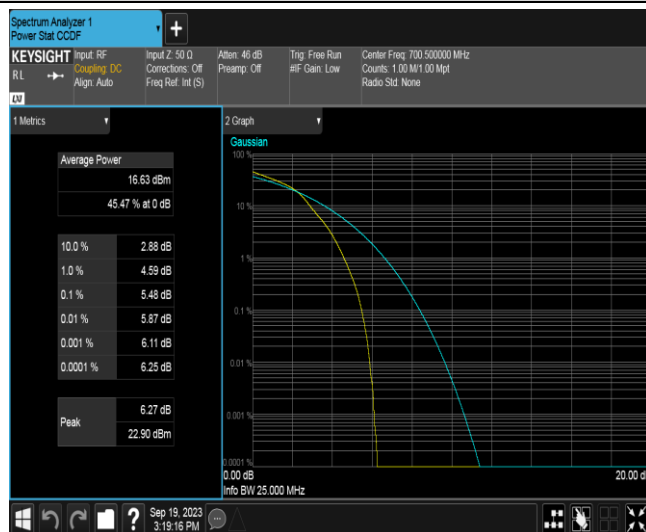 Spectrum Analyzer 1
Power Stat CCDF
+
KEYSIGHT
RL
LXI
Input: RF
Coupling: DC
Align: Auto
Input Z: 50 Ω
Corrections: Off
Freq Ref: Int (S)
Atten: 46 dB
Preamp: Off
Trig: Free Run
#IF Gain: Low
Center Freq: 700.500000 MHz
Counts: 1.00 M/1.00 Mpt
Radio Std: None
1 Metrics
Average Power
16.63 dBm
45.47 % at 0 dB
10.0 % 2.88 dB
1.0 % 4.59 dB
0.1 % 5.48 dB
0.01 % 5.87 dB
0.001 % 6.11 dB
0.0001 % 6.25 dB
Peak
6.27 dB
22.90 dBm
2 Graph
Gaussian
100 %
10 %
1 %
0.1 %
0.01 %
0.001 %
0.0001 %
0.00 dB
20.00 d
Info BW 25.000 MHz
?
Sep 19, 2023
3:19:16 PM